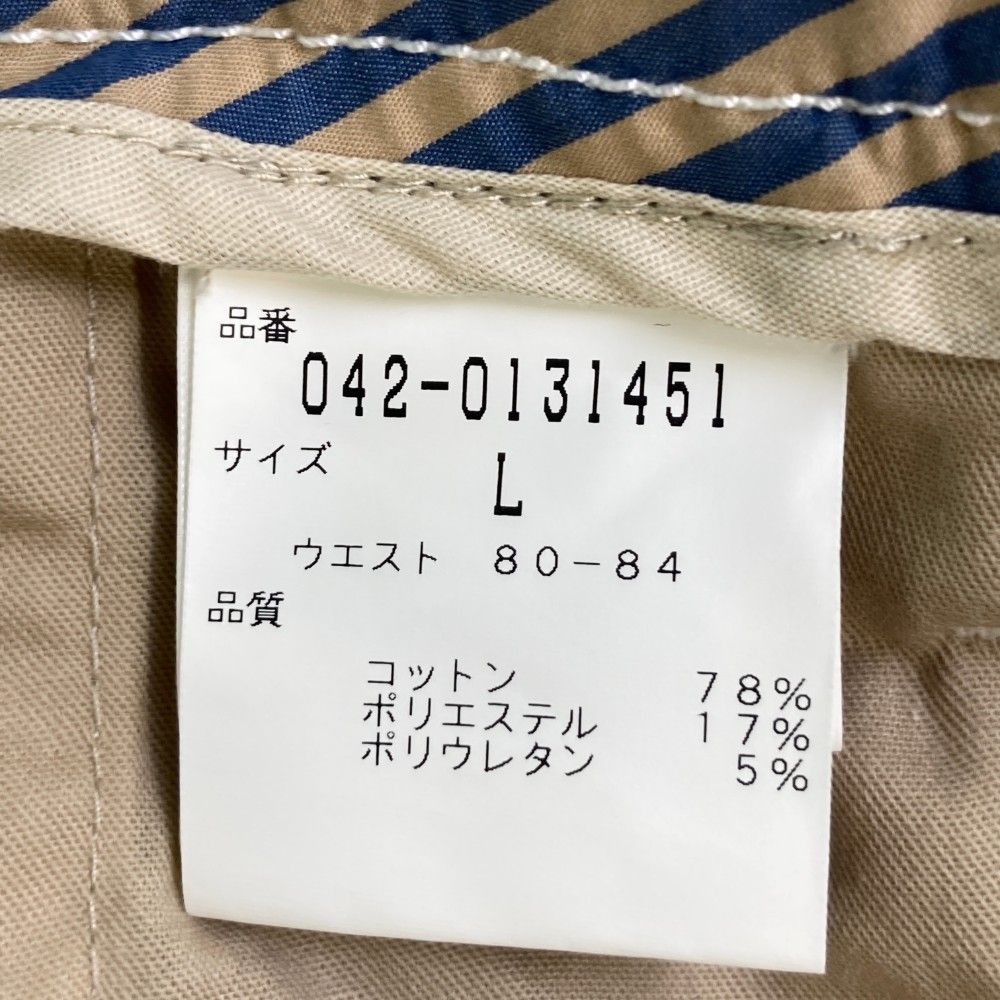 品番
042-0131451
サイズ
L
ウエスト 80-84
品質
コットン 78%
ポリエステル 17%
ポリウレタン 5%